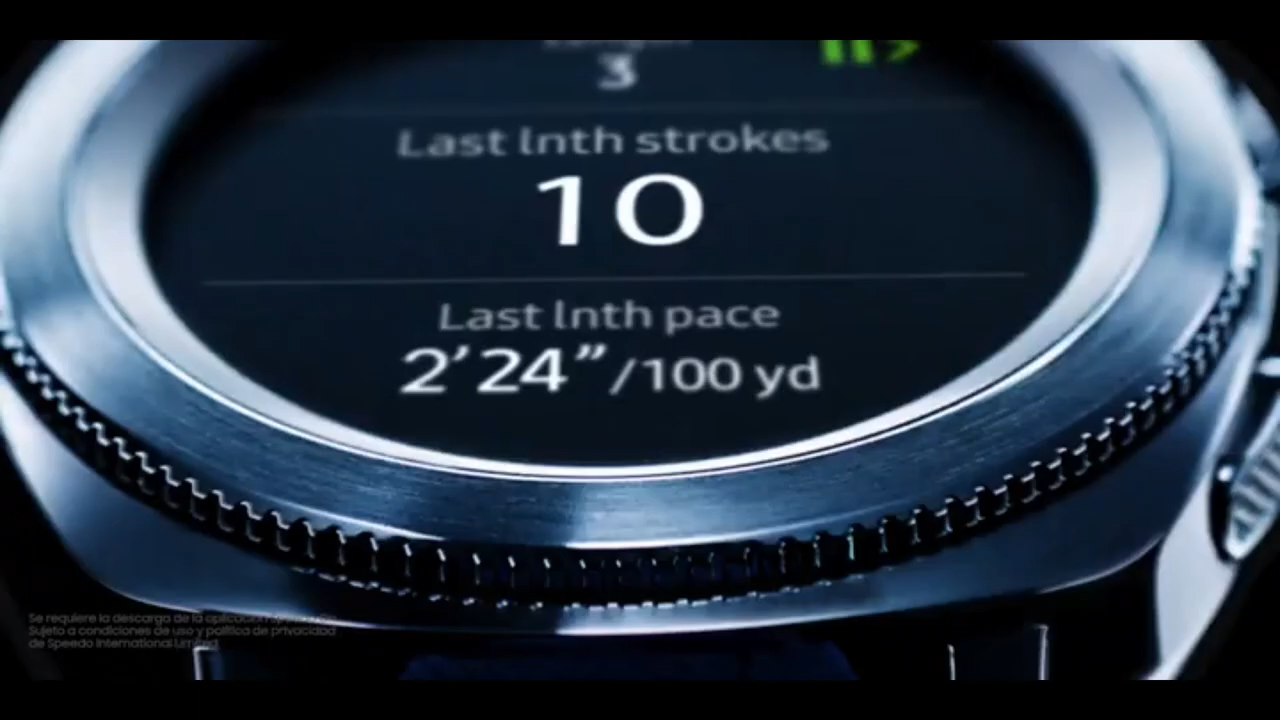 3
Last lnth strokes
10
Last lnth pace
2’24”/100 yd
Se requiere la descarga de la aplicación
Sujeto a condiciones de uso y política de privacidad
de Speedo International Limited